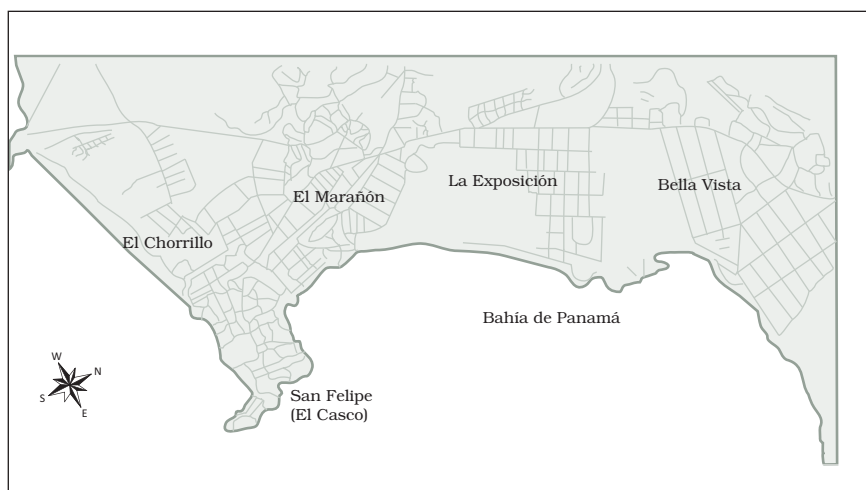 La Exposición
Bella Vista
El Marañón
El Chorrillo
Bahía de Panamá
W
N
S
E
San Felipe
(El Casco)